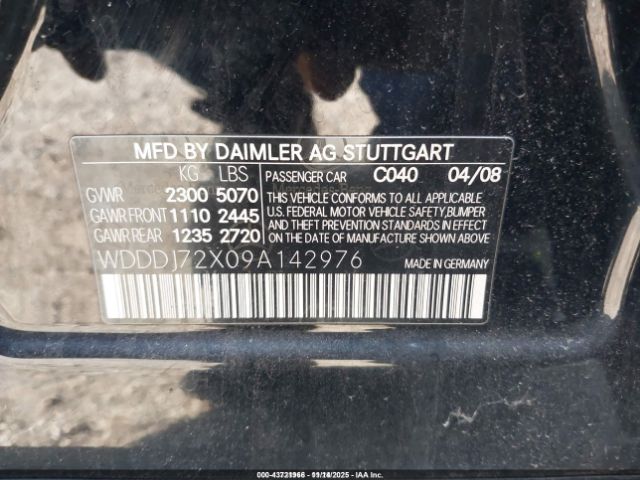 MFD BY DAIMLER AG STUTTGART
KG LBS PASSENGER CAR C040 04/08
GVWR 2300 5070 THIS VEHICLE CONFORMS TO ALL APPLICABLE
GAWR FRONT 1110 2445 U.S. FEDERAL MOTOR VEHICLE SAFETY,BUMPER
GAWR REAR 1235 2720 AND THEFT PREVENTION STANDARDS IN EFFECT
ON THE DATE OF MANUFACTURE SHOWN ABOVE.
WDDDJ72X09A142976 MADE IN GERMANY
IAA, Inc.